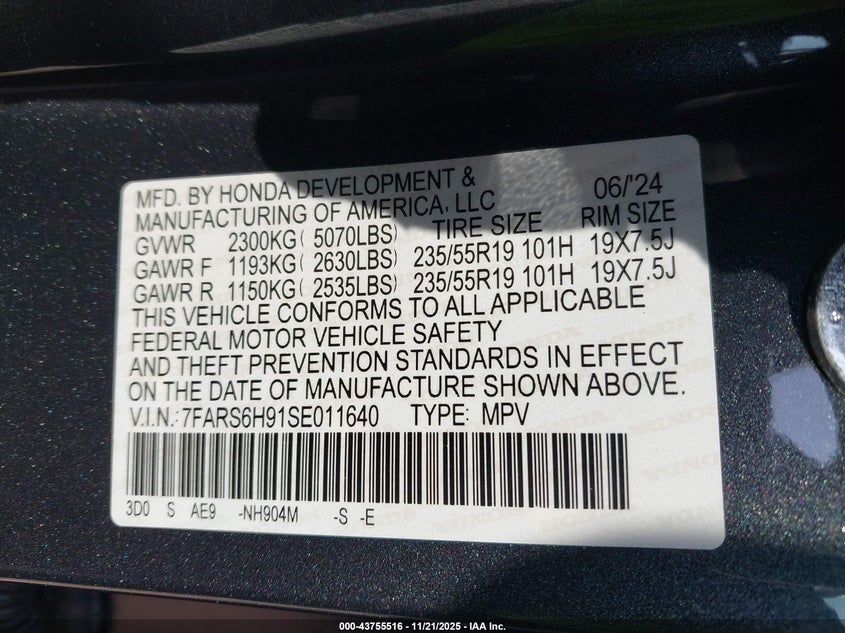 MFD. BY HONDA DEVELOPMENT & 06/'24
MANUFACTURING OF AMERICA, LLC
TIRE SIZE RIM SIZE
GVWR 2300KG( 5070LBS)
GAWR F 1193KG( 2630LBS) 235/55R19 101H 19X7.5J
GAWR R 1150KG( 2535LBS) 235/55R19 101H 19X7.5J
THIS VEHICLE CONFORMS TO ALL APPLICABLE
FEDERAL MOTOR VEHICLE SAFETY
AND THEFT PREVENTION STANDARDS IN EFFECT
ON THE DATE OF MANUFACTURE SHOWN ABOVE.
V.I.N.:7FARS6H91SE011640 TYPE: MPV
3D0 S AE9 -NH904M -S -E
000-43755516 - 11/21/2025 - IAA Inc.